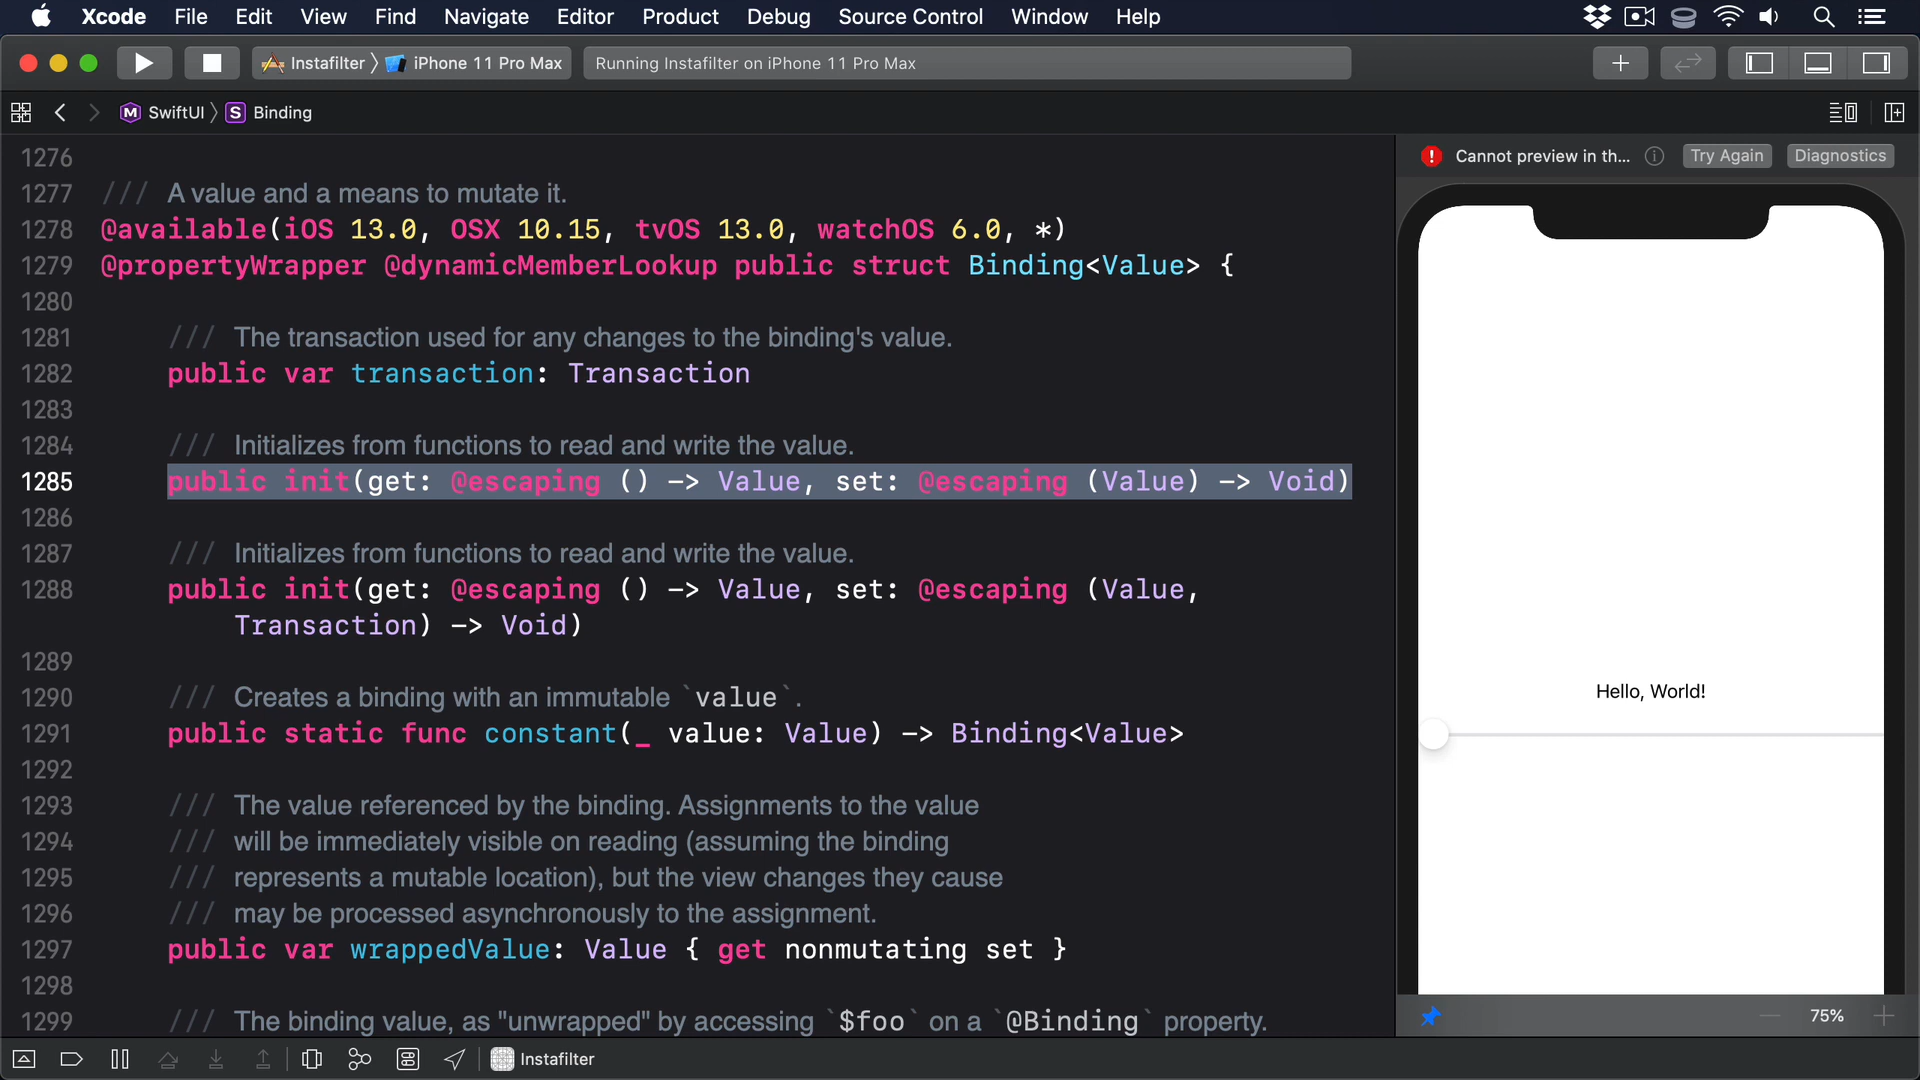 Xcode File Edit View Find Navigate Editor Product Debug Source Control Window Help
Instafilter iPhone 11 Pro Max Running Instafilter on iPhone 11 Pro Max
M SwiftUI S Binding
Cannot preview in th... Try Again Diagnostics
1276
1277 /// A value and a means to mutate it.
1278 @available(iOS 13.0, OSX 10.15, tvOS 13.0, watchOS 6.0, *)
1279 @propertyWrapper @dynamicMemberLookup public struct Binding<Value> {
1280
1281 /// The transaction used for any changes to the binding's value.
1282 public var transaction: Transaction
1283
1284 /// Initializes from functions to read and write the value.
1285 public init(get: @escaping () -> Value, set: @escaping (Value) -> Void)
1286
1287 /// Initializes from functions to read and write the value.
1288 public init(get: @escaping () -> Value, set: @escaping (Value,
Transaction) -> Void)
1289
1290 /// Creates a binding with an immutable `value`.
1291 public static func constant(_ value: Value) -> Binding<Value>
1292
1293 /// The value referenced by the binding. Assignments to the value
1294 /// will be immediately visible on reading (assuming the binding
1295 /// represents a mutable location), but the view changes they cause
1296 /// may be processed asynchronously to the assignment.
1297 public var wrappedValue: Value { get nonmutating set }
1298
1299 /// The binding value, as "unwrapped" by accessing `$foo` on a `@Binding` property.
Hello, World!
75%
Instafilter